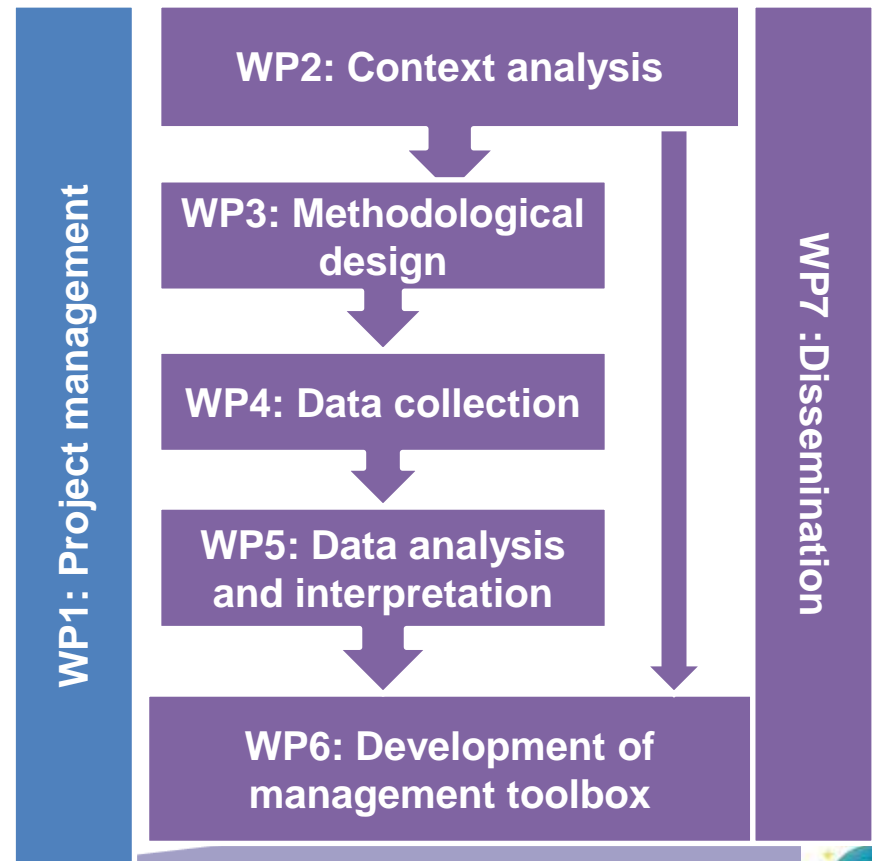 WP1: Project management
WP2: Context analysis
WP3: Methodological
design
WP4: Data collection
WP5: Data analysis
and interpretation
WP6: Development of
management toolbox
WP7 :Dissemination